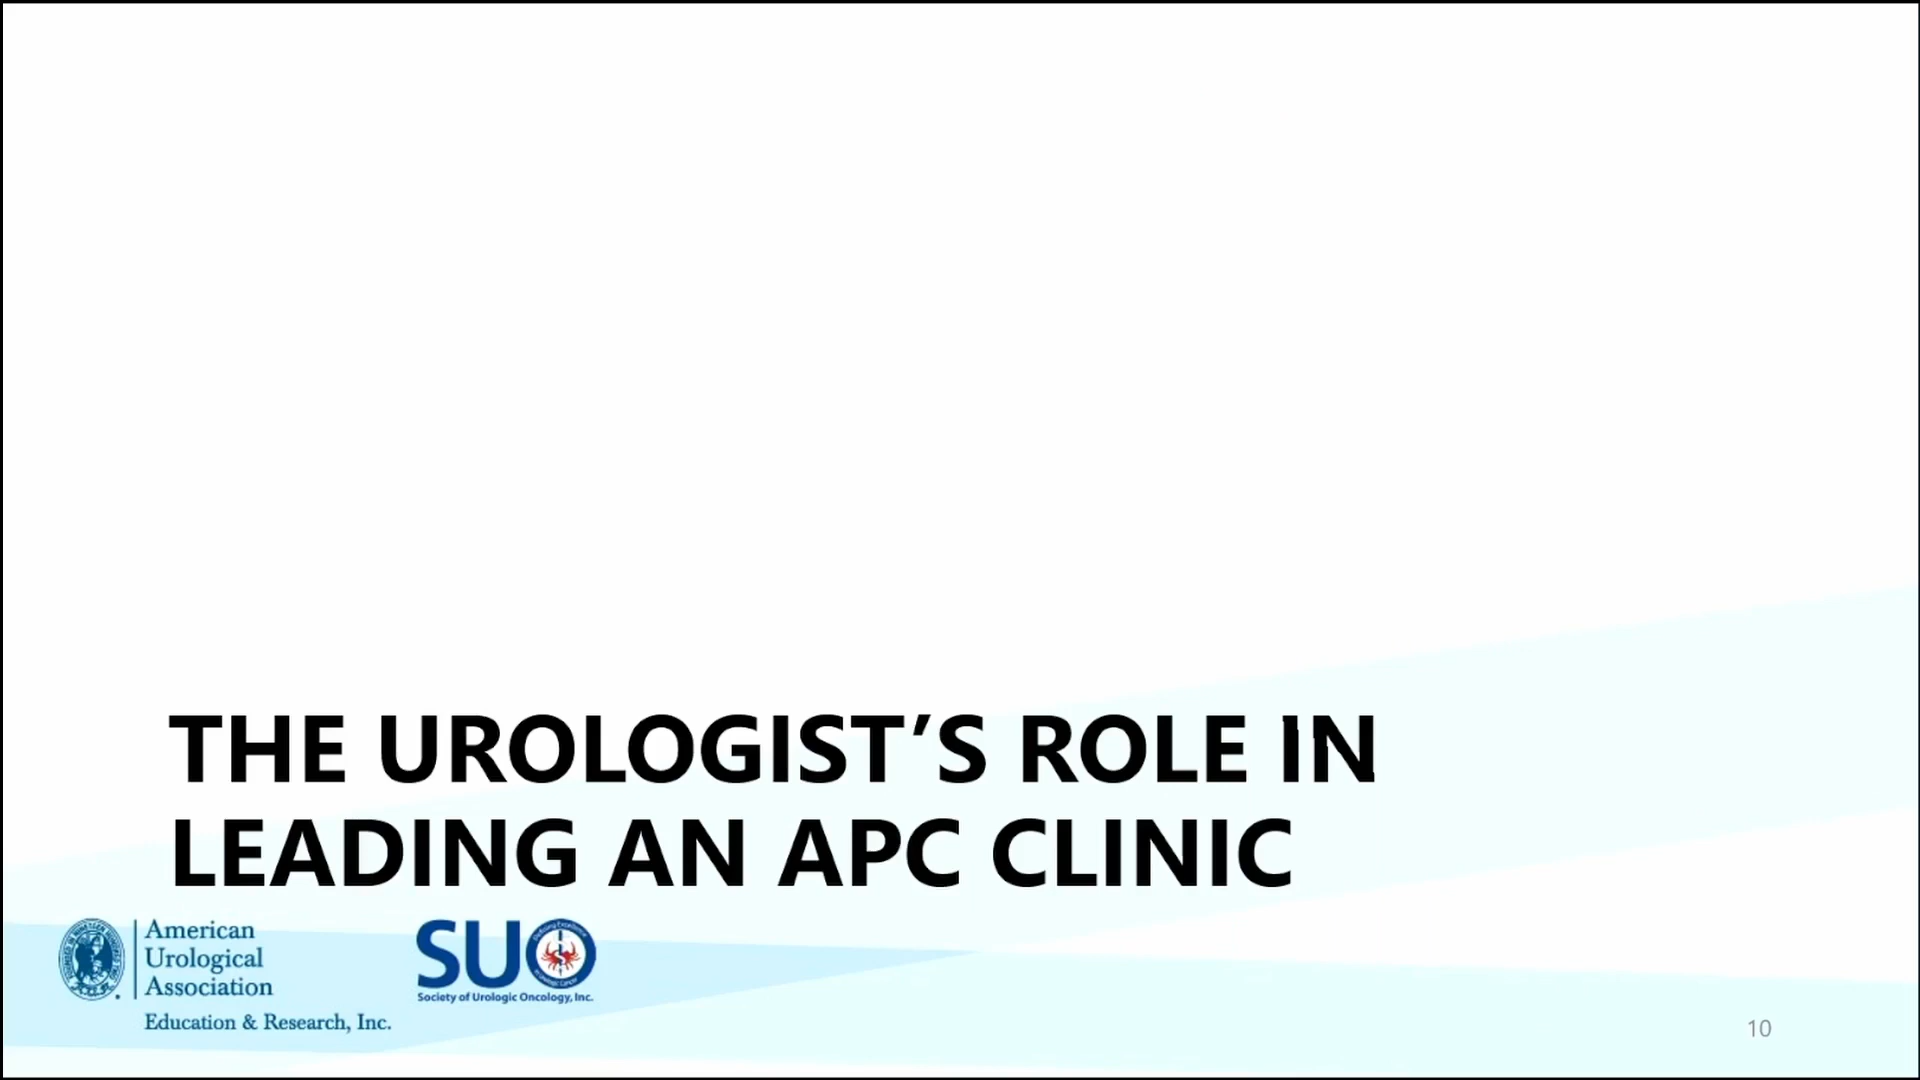 THE UROLOGIST’S ROLE IN
LEADING AN APC CLINIC
American
Urological
Association
Education & Research, Inc.
SUO
Society of Urologic Oncology, Inc.
10